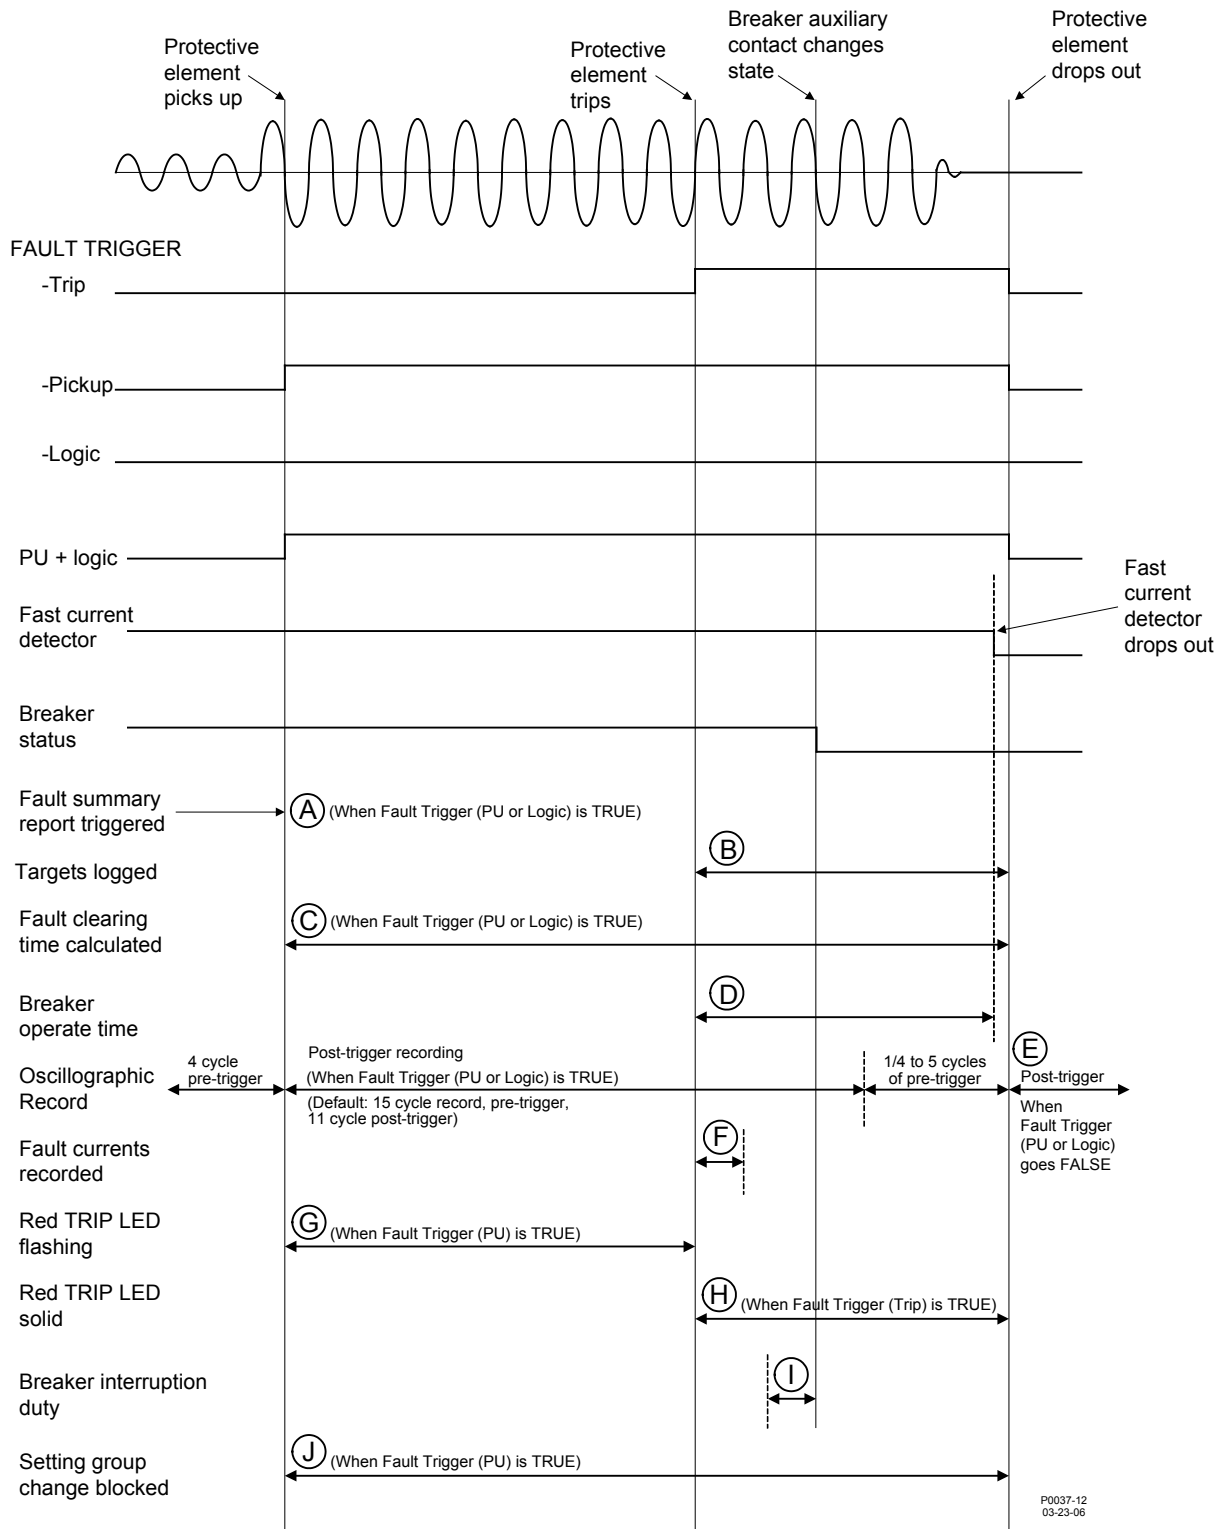 Protective
element
picks up
Protective
element
trips
Breaker auxiliary
contact changes
state
Protective
element
drops out
FAULT TRIGGER
-Trip
-Pickup
-Logic
PU + logic
Fast current
detector
Fast
current
detector
drops out
Breaker
status
Fault summary
report triggered
A (When Fault Trigger (PU or Logic) is TRUE)
Targets logged
B
Fault clearing
time calculated
C (When Fault Trigger (PU or Logic) is TRUE)
Breaker
operate time
D
Oscillographic
Record
4 cycle
pre-trigger
Post-trigger recording
(When Fault Trigger (PU or Logic) is TRUE)
(Default: 15 cycle record, pre-trigger,
11 cycle post-trigger)
1/4 to 5 cycles
of pre-trigger
E
Post-trigger
When
Fault Trigger
(PU or Logic)
goes FALSE
Fault currents
recorded
F
Red TRIP LED
flashing
G (When Fault Trigger (PU) is TRUE)
Red TRIP LED
solid
H (When Fault Trigger (Trip) is TRUE)
Breaker interruption
duty
I
Setting group
change blocked
J (When Fault Trigger (PU) is TRUE)
P0037-12
03-23-06